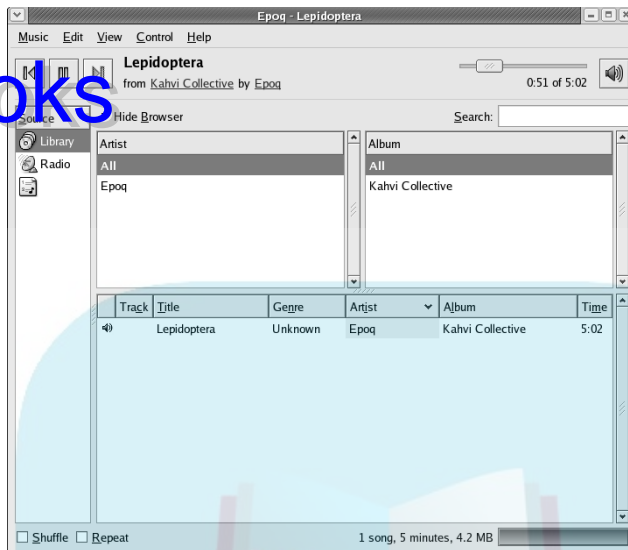 Epoq - Lepidoptera
Music Edit View Control Help
Lepidoptera
from Kahvi Collective by Epoq
0:51 of 5:02
oks
Source
Hide Browser
Search:
Library
Radio
Artist
All
Epoq
Album
All
Kahvi Collective
Track Title Genre Artist Album Time
Lepidoptera Unknown Epoq Kahvi Collective 5:02
Shuffle Repeat
1 song, 5 minutes, 4.2 MB